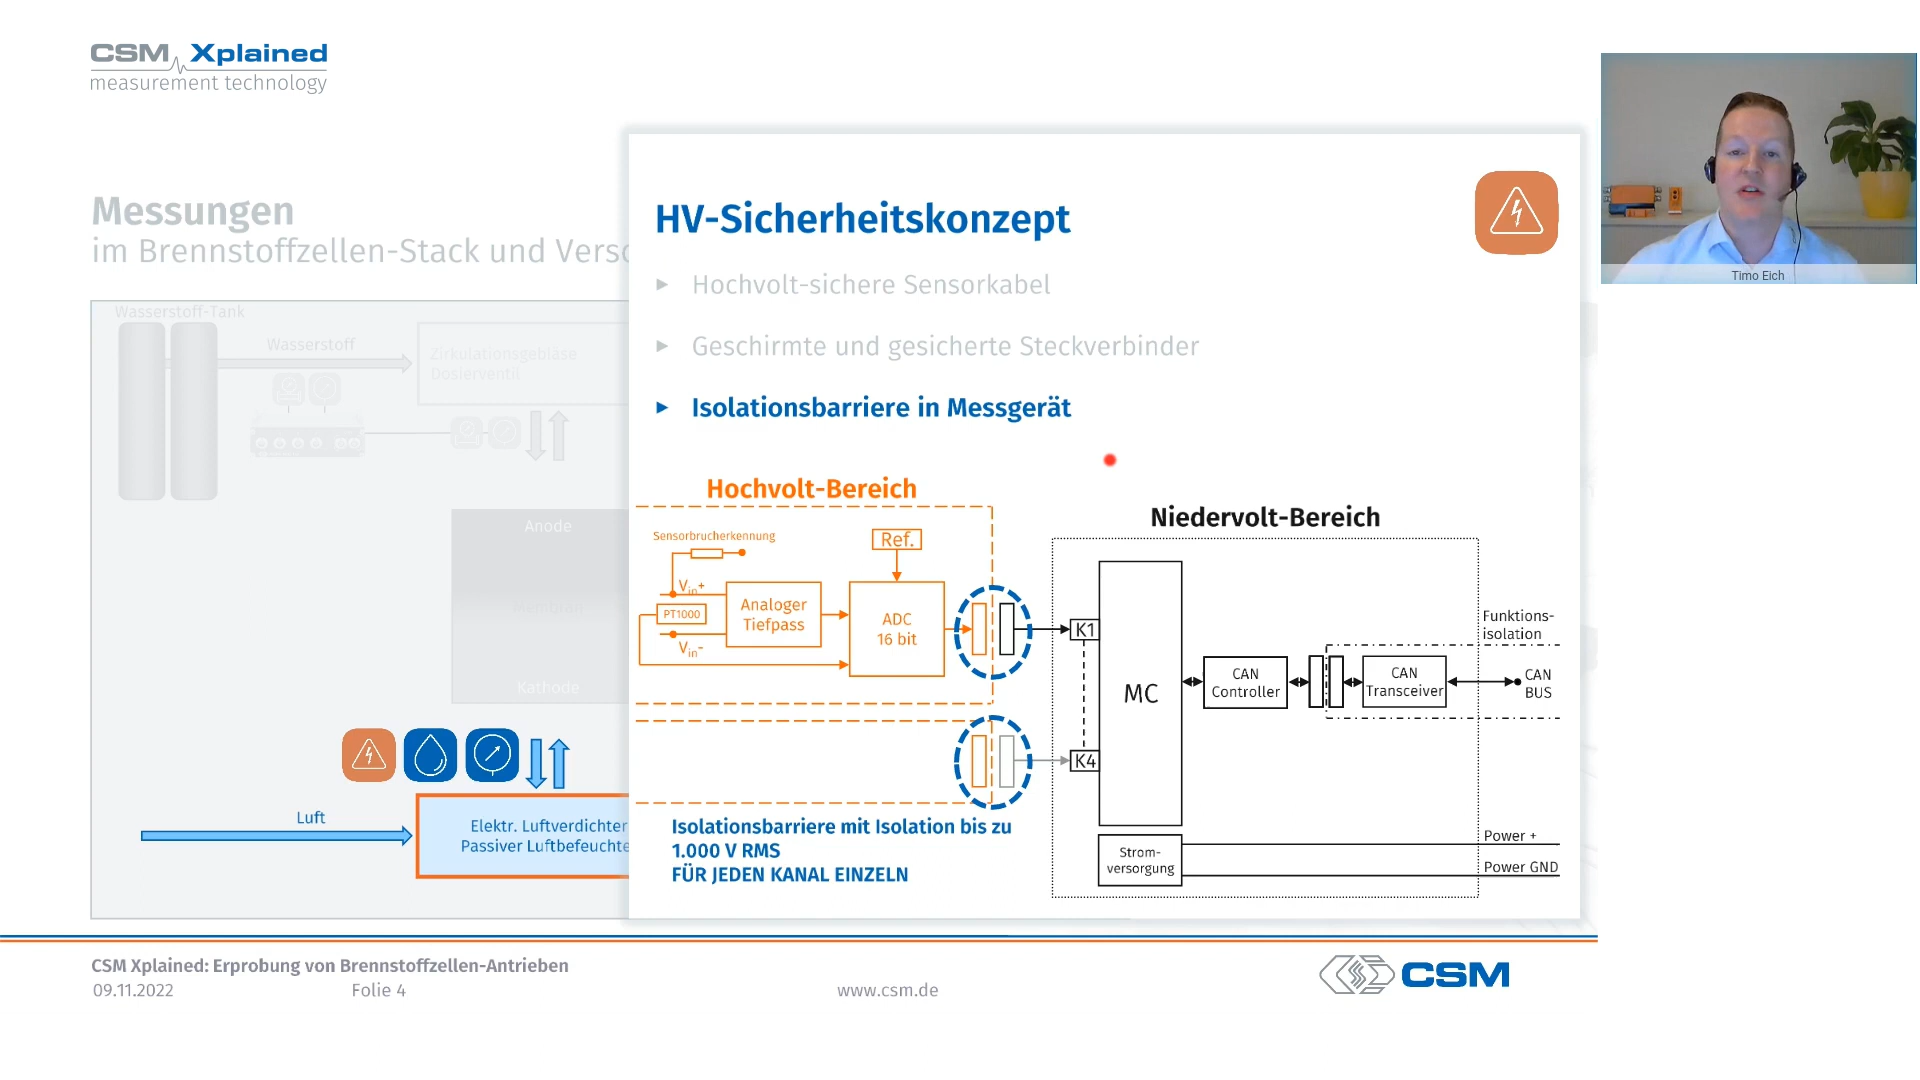 CSM Xplained
measurement technology
Timo Eich
Messungen
im Brennstoffzellen-Stack und
Wasserstoff-Tank
Wasserstoff
Zirkulationsgebläse
Dosierventil
Anode
Membran
Kathode
Luft
Elektr. Luftverdichter
Passiver Luftbefeuchte
HV-Sicherheitskonzept
Hochvolt-sichere Sensorkabel
Geschirmte und gesicherte Steckverbinder
Isolationsbarriere in Messgerät
Hochvolt-Bereich
Sensorbrucherkennung
Ref.
Vin+
PT1000
Vin-
Analoger
Tiefpass
ADC
16 bit
Isolationsbarriere mit Isolation bis zu
1.000 V RMS
FÜR JEDEN KANAL EINZELN
Niedervolt-Bereich
K1
K4
MC
CAN
Controller
CAN
Transceiver
Funktions-
isolation
CAN
BUS
Strom-
versorgung
Power +
Power GND
CSM Xplained: Erprobung von Brennstoffzellen-Antrieben
09.11.2022
Folie 4
www.csm.de
CSM